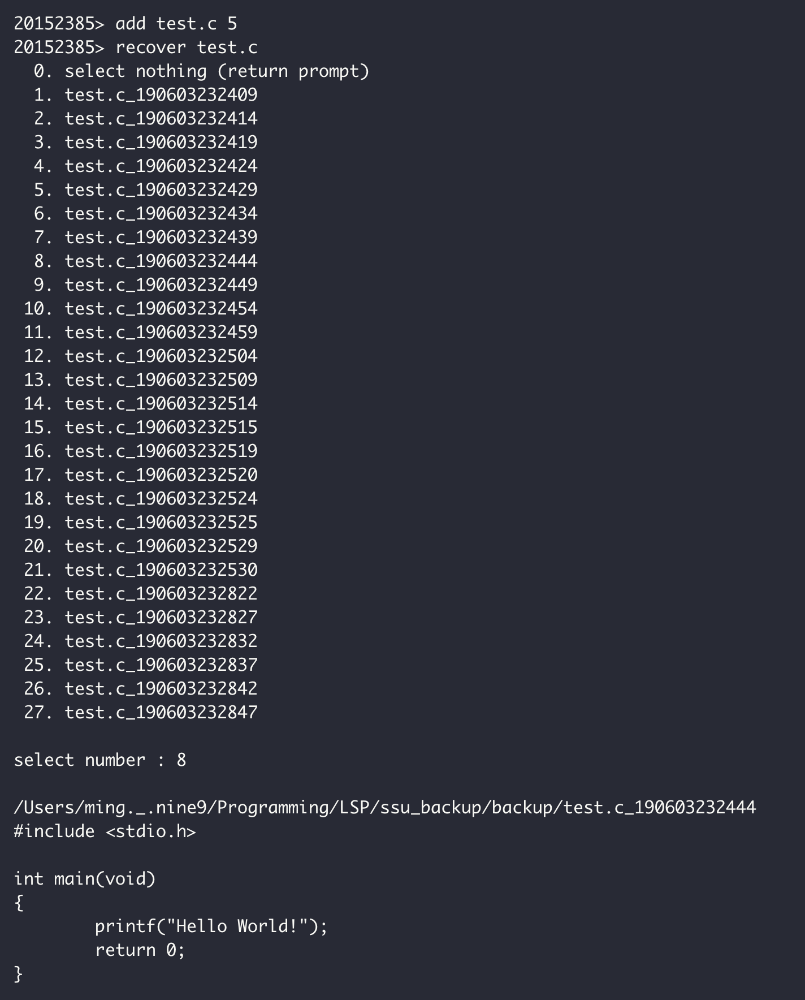 20152385> add test.c 5
20152385> recover test.c
  0. select nothing (return prompt)
  1. test.c_190603232409
  2. test.c_190603232414
  3. test.c_190603232419
  4. test.c_190603232424
  5. test.c_190603232429
  6. test.c_190603232434
  7. test.c_190603232439
  8. test.c_190603232444
  9. test.c_190603232449
 10. test.c_190603232454
 11. test.c_190603232459
 12. test.c_190603232504
 13. test.c_190603232509
 14. test.c_190603232514
 15. test.c_190603232515
 16. test.c_190603232519
 17. test.c_190603232520
 18. test.c_190603232524
 19. test.c_190603232525
 20. test.c_190603232529
 21. test.c_190603232530
 22. test.c_190603232822
 23. test.c_190603232827
 24. test.c_190603232832
 25. test.c_190603232837
 26. test.c_190603232842
 27. test.c_190603232847

select number : 8

/Users/ming._.nine9/Programming/LSP/ssu_backup/backup/test.c_190603232444
#include <stdio.h>

int main(void)
{
        printf("Hello World!");
        return 0;
}